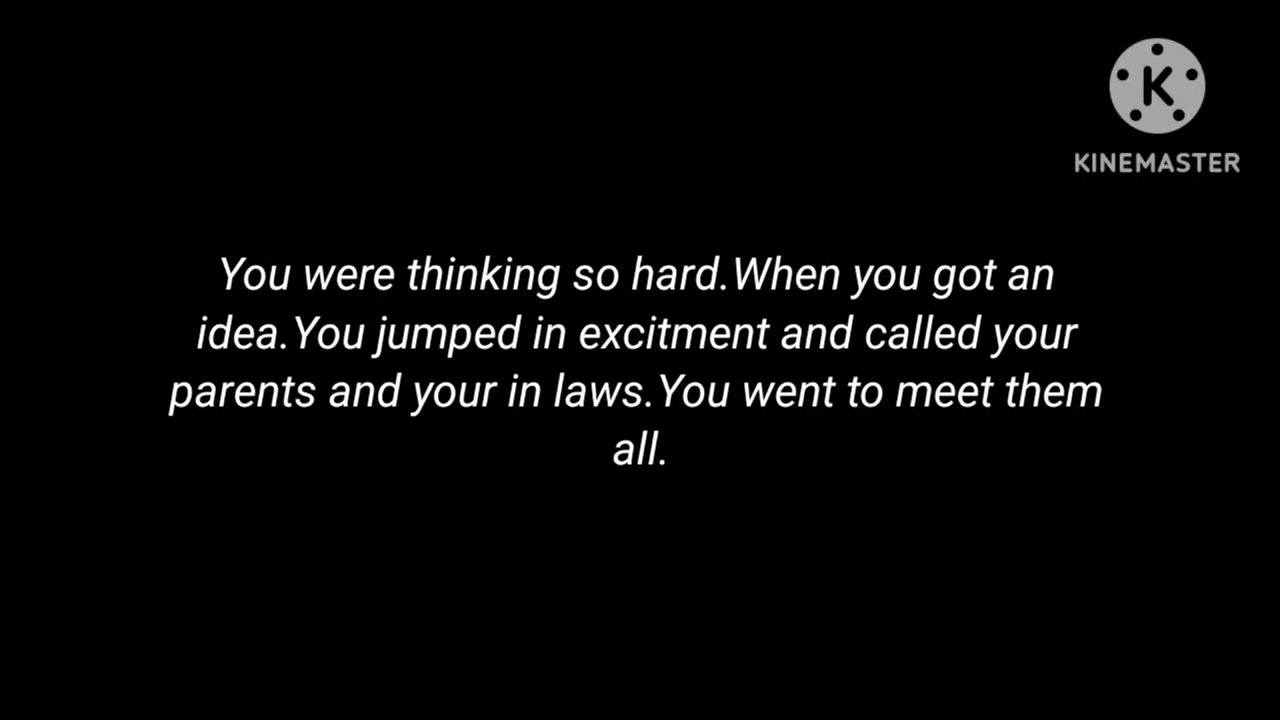 K
KINEMASTER
You were thinking so hard.When you got an
idea.You jumped in excitment and called your
parents and your in laws.You went to meet them
all.